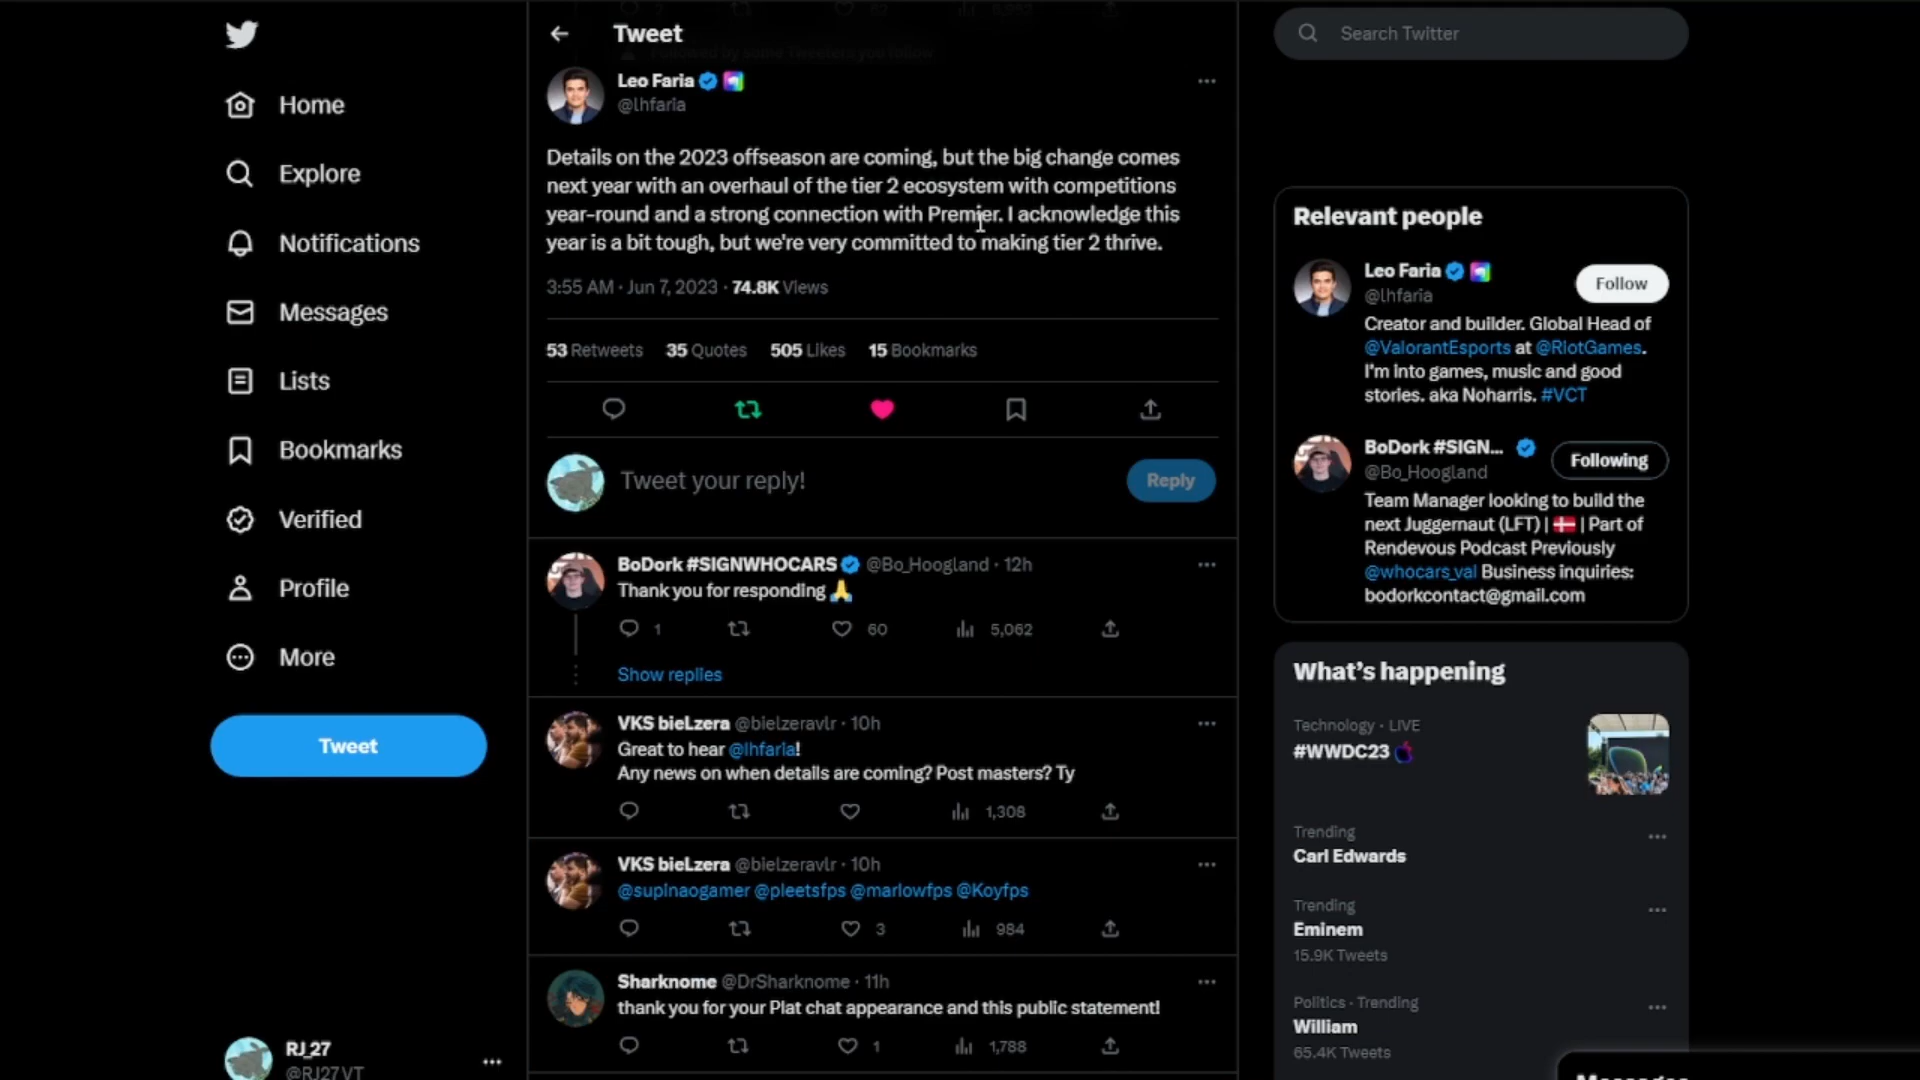 Home
Explore
Notifications
Messages
Lists
Bookmarks
Verified
Profile
More
Tweet
RJ_27
@RJ27VT
Tweet
Leo Faria
@lhfaria
Details on the 2023 offseason are coming, but the big change comes
next year with an overhaul of the tier 2 ecosystem with competitions
year-round and a strong connection with Premier. I acknowledge this
year is a bit tough, but we're very committed to making tier 2 thrive.
3:55 AM · Jun 7, 2023 · 74.8K Views
53 Retweets 35 Quotes 505 Likes 15 Bookmarks
Tweet your reply!
Reply
BoDork #SIGNWHOCARS @Bo_Hoogland · 12h
Thank you for responding 🙏
1 60 5,062
Show replies
VKS bieLzera @bielzeravlr · 10h
Great to hear @lhfaria!
Any news on when details are coming? Post masters? Ty
1,308
VKS bieLzera @bielzeravlr · 10h
@supinaogamer @pleetsfps @marlowfps @Koyfps
3 984
Sharknome @DrSharknome · 11h
thank you for your Plat chat appearance and this public statement!
1 1,788
Search Twitter
Relevant people
Leo Faria
@lhfaria
Follow
Creator and builder. Global Head of
@ValorantEsports at @RiotGames.
I'm into games, music and good
stories. aka Noharris. #VCT
BoDork #SIGN...
@Bo_Hoogland
Following
Team Manager looking to build the
next Juggernaut (LFT) | 🇩🇰 | Part of
Rendevous Podcast Previously
@whocars_val Business inquiries:
bodorkcontact@gmail.com
What's happening
Technology · LIVE
#WWDC23
Trending
Carl Edwards
Trending
Eminem
15.9K Tweets
Politics · Trending
William
65.4K Tweets